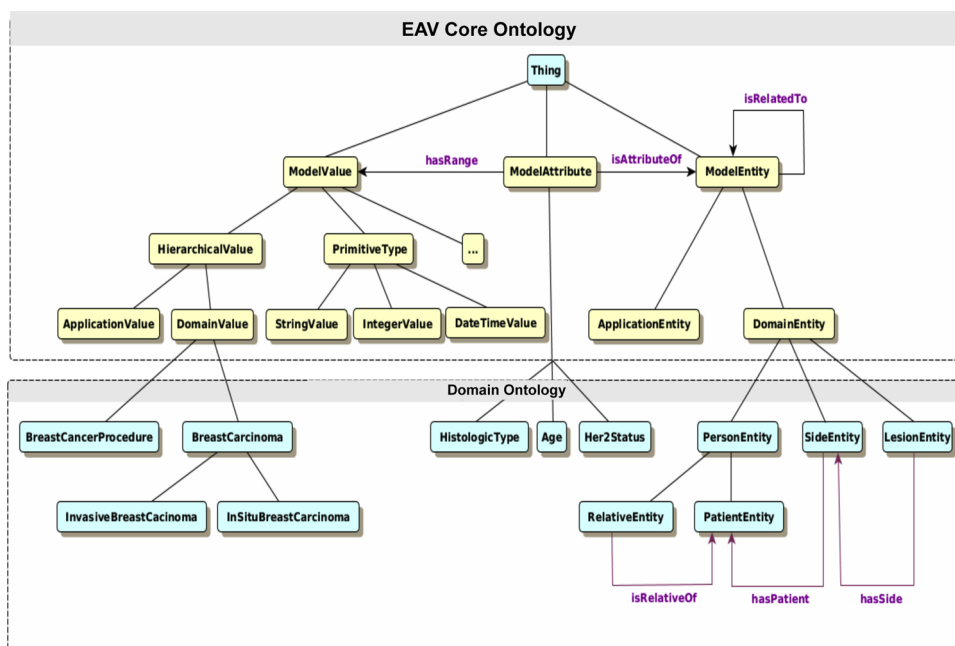 EAV Core Ontology
Thing
isRelatedTo
hasRange
isAttributeOf
ModelValue
ModelAttribute
ModelEntity
HierarchicalValue
PrimitiveType
...
ApplicationValue
DomainValue
StringValue
IntegerValue
DateTimeValue
ApplicationEntity
DomainEntity
Domain Ontology
BreastCancerProcedure
BreastCarcinoma
HistologicType
Age
Her2Status
PersonEntity
SideEntity
LesionEntity
InvasiveBreastCacinoma
InSituBreastCarcinoma
RelativeEntity
PatientEntity
isRelativeOf
hasPatient
hasSide